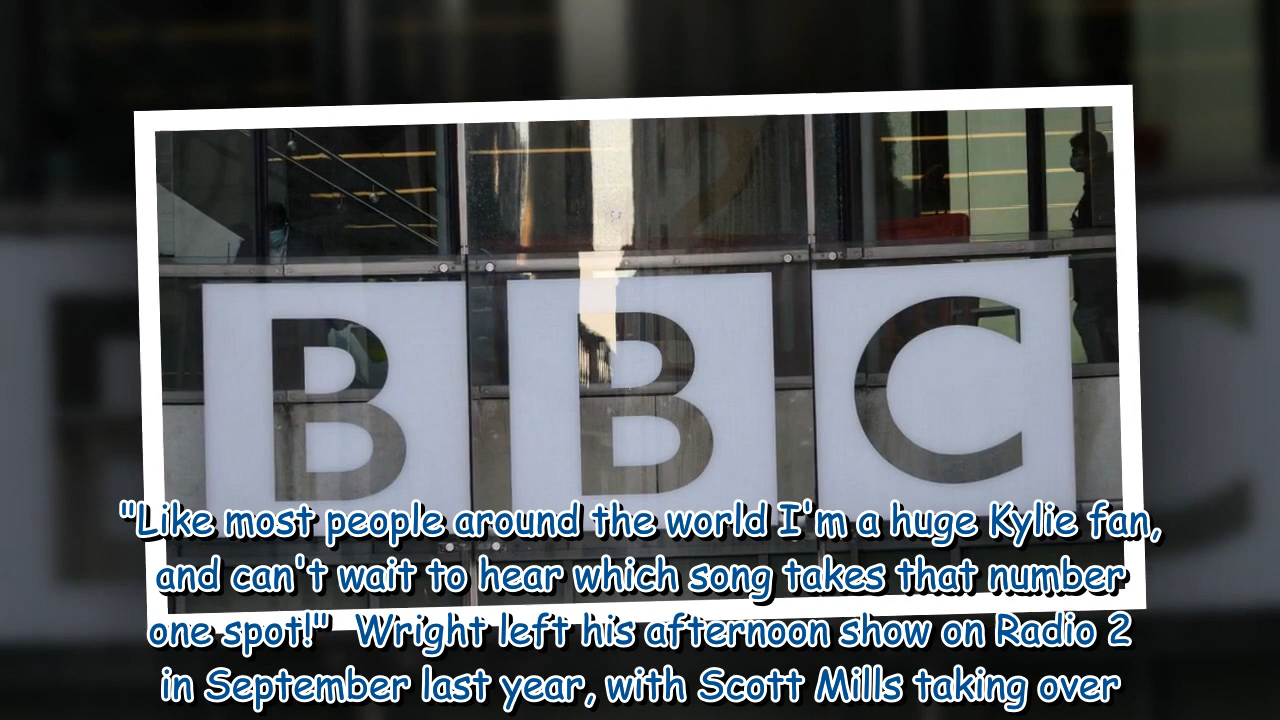 BBC
"Like most people around the world I'm a huge Kylie fan,
and can't wait to hear which song takes that number
one spot!"  Wright left his afternoon show on Radio 2
in September last year, with Scott Mills taking over